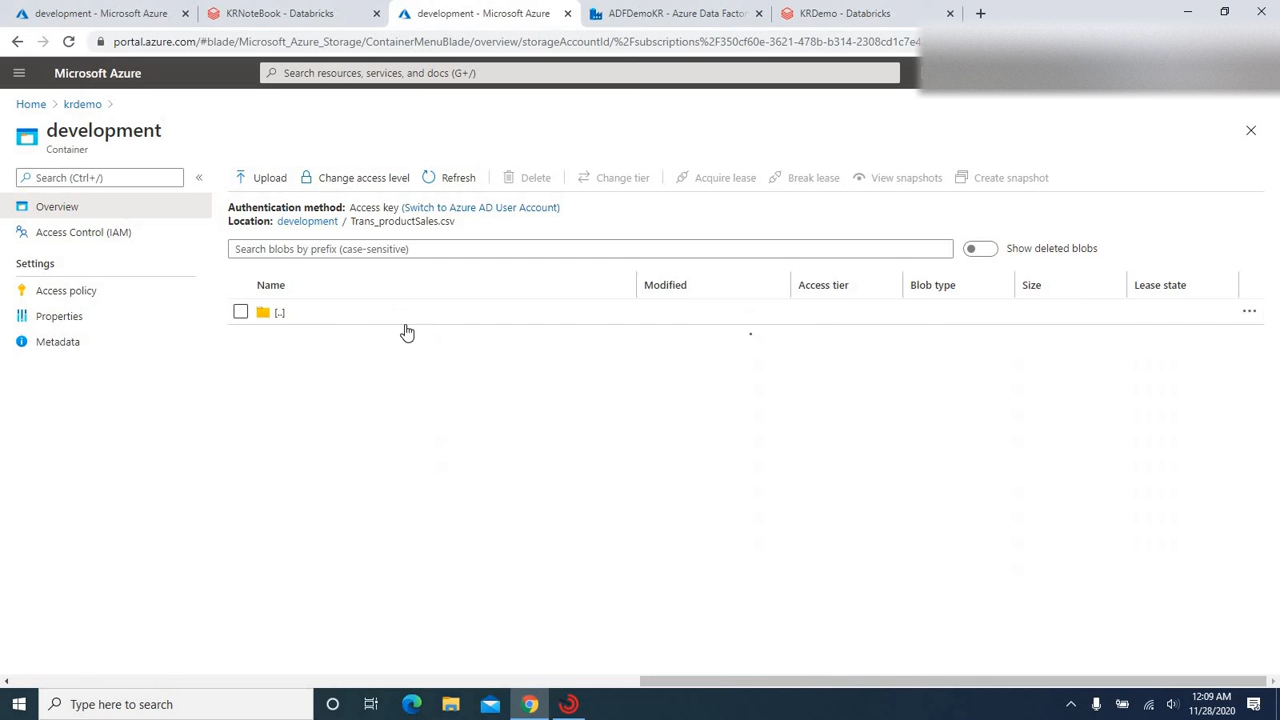 development - Microsoft Azure
KRNoteBook - Databricks
development - Microsoft Azure
ADFDemoKR - Azure Data Factor
KRDemo - Databricks
portal.azure.com/#blade/Microsoft_Azure_Storage/ContainerMenuBlade/overview/storageAccountId/%2Fsubscriptions%2F350cf60e-3621-478b-b314-2308cd1c7e4
Microsoft Azure
Search resources, services, and docs (G+/)
Home > krdemo >
development
Container
Search (Ctrl+/)
«
Upload
Change access level
Refresh
Delete
Change tier
Acquire lease
Break lease
View snapshots
Create snapshot
Overview
Access Control (IAM)
Settings
Access policy
Properties
Metadata
Authentication method: Access key (Switch to Azure AD User Account)
Location: development / Trans_productSales.csv
Search blobs by prefix (case-sensitive)
Show deleted blobs
Name Modified Access tier Blob type Size Lease state
[..]
Type here to search
12:09 AM
11/28/2020